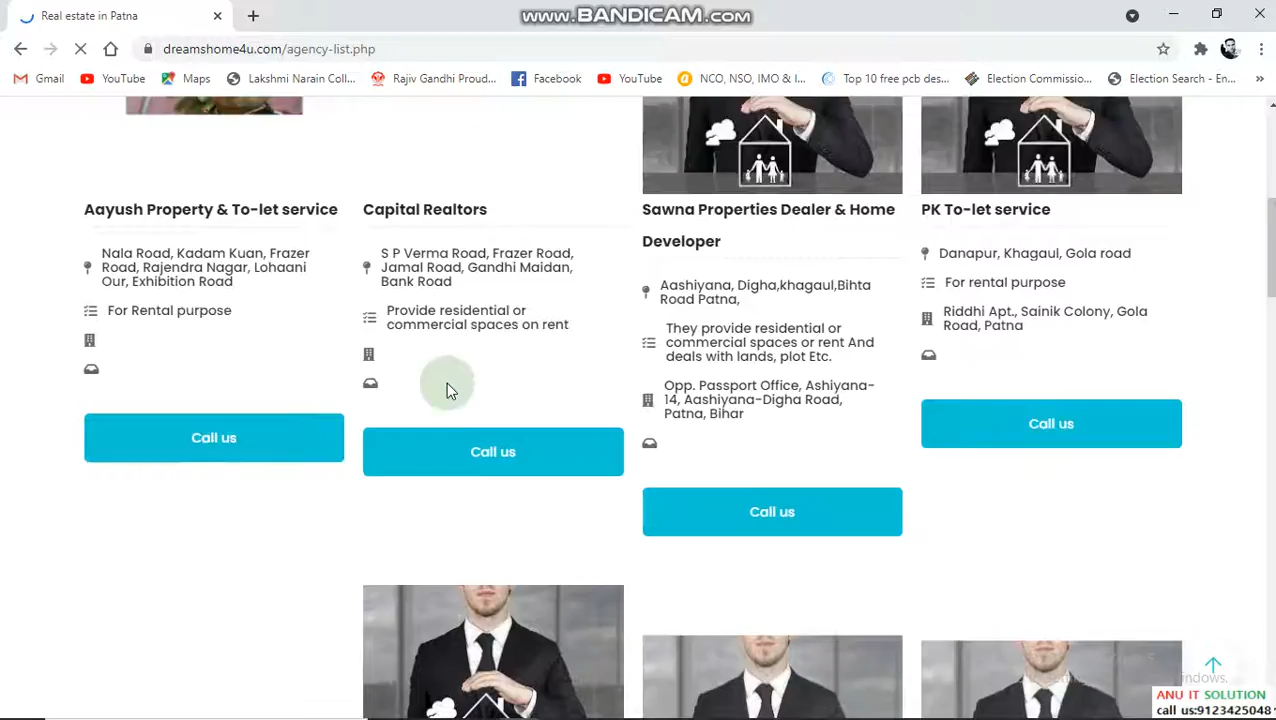 www.BANDICAM.com
Real estate in Patna
dreamshome4u.com/agency-list.php
Gmail
YouTube
Maps
Lakshmi Narain Coll...
Rajiv Gandhi Proud...
Facebook
YouTube
NCO, NSO, IMO & I...
Top 10 free pcb des...
Election Commissio...
Election Search - En...
Aayush Property & To-let service
Nala Road, Kadam Kuan, Frazer
Road, Rajendra Nagar, Lohaani
Our, Exhibition Road
For Rental purpose
Call us
Capital Realtors
S P Verma Road, Frazer Road,
Jamal Road, Gandhi Maidan,
Bank Road
Provide residential or
commercial spaces on rent
Call us
Sawna Properties Dealer & Home
Developer
Aashiyana, Digha,khagaul,Bihta
Road Patna,
They provide residential or
commercial spaces or rent And
deals with lands, plot Etc.
Opp. Passport Office, Ashiyana-
14, Aashiyana-Digha Road,
Patna, Bihar
Call us
PK To-let service
Danapur, Khagaul, Gola road
For rental purpose
Riddhi Apt., Sainik Colony, Gola
Road, Patna
Call us
ANU IT SOLUTION
call us:9123425048